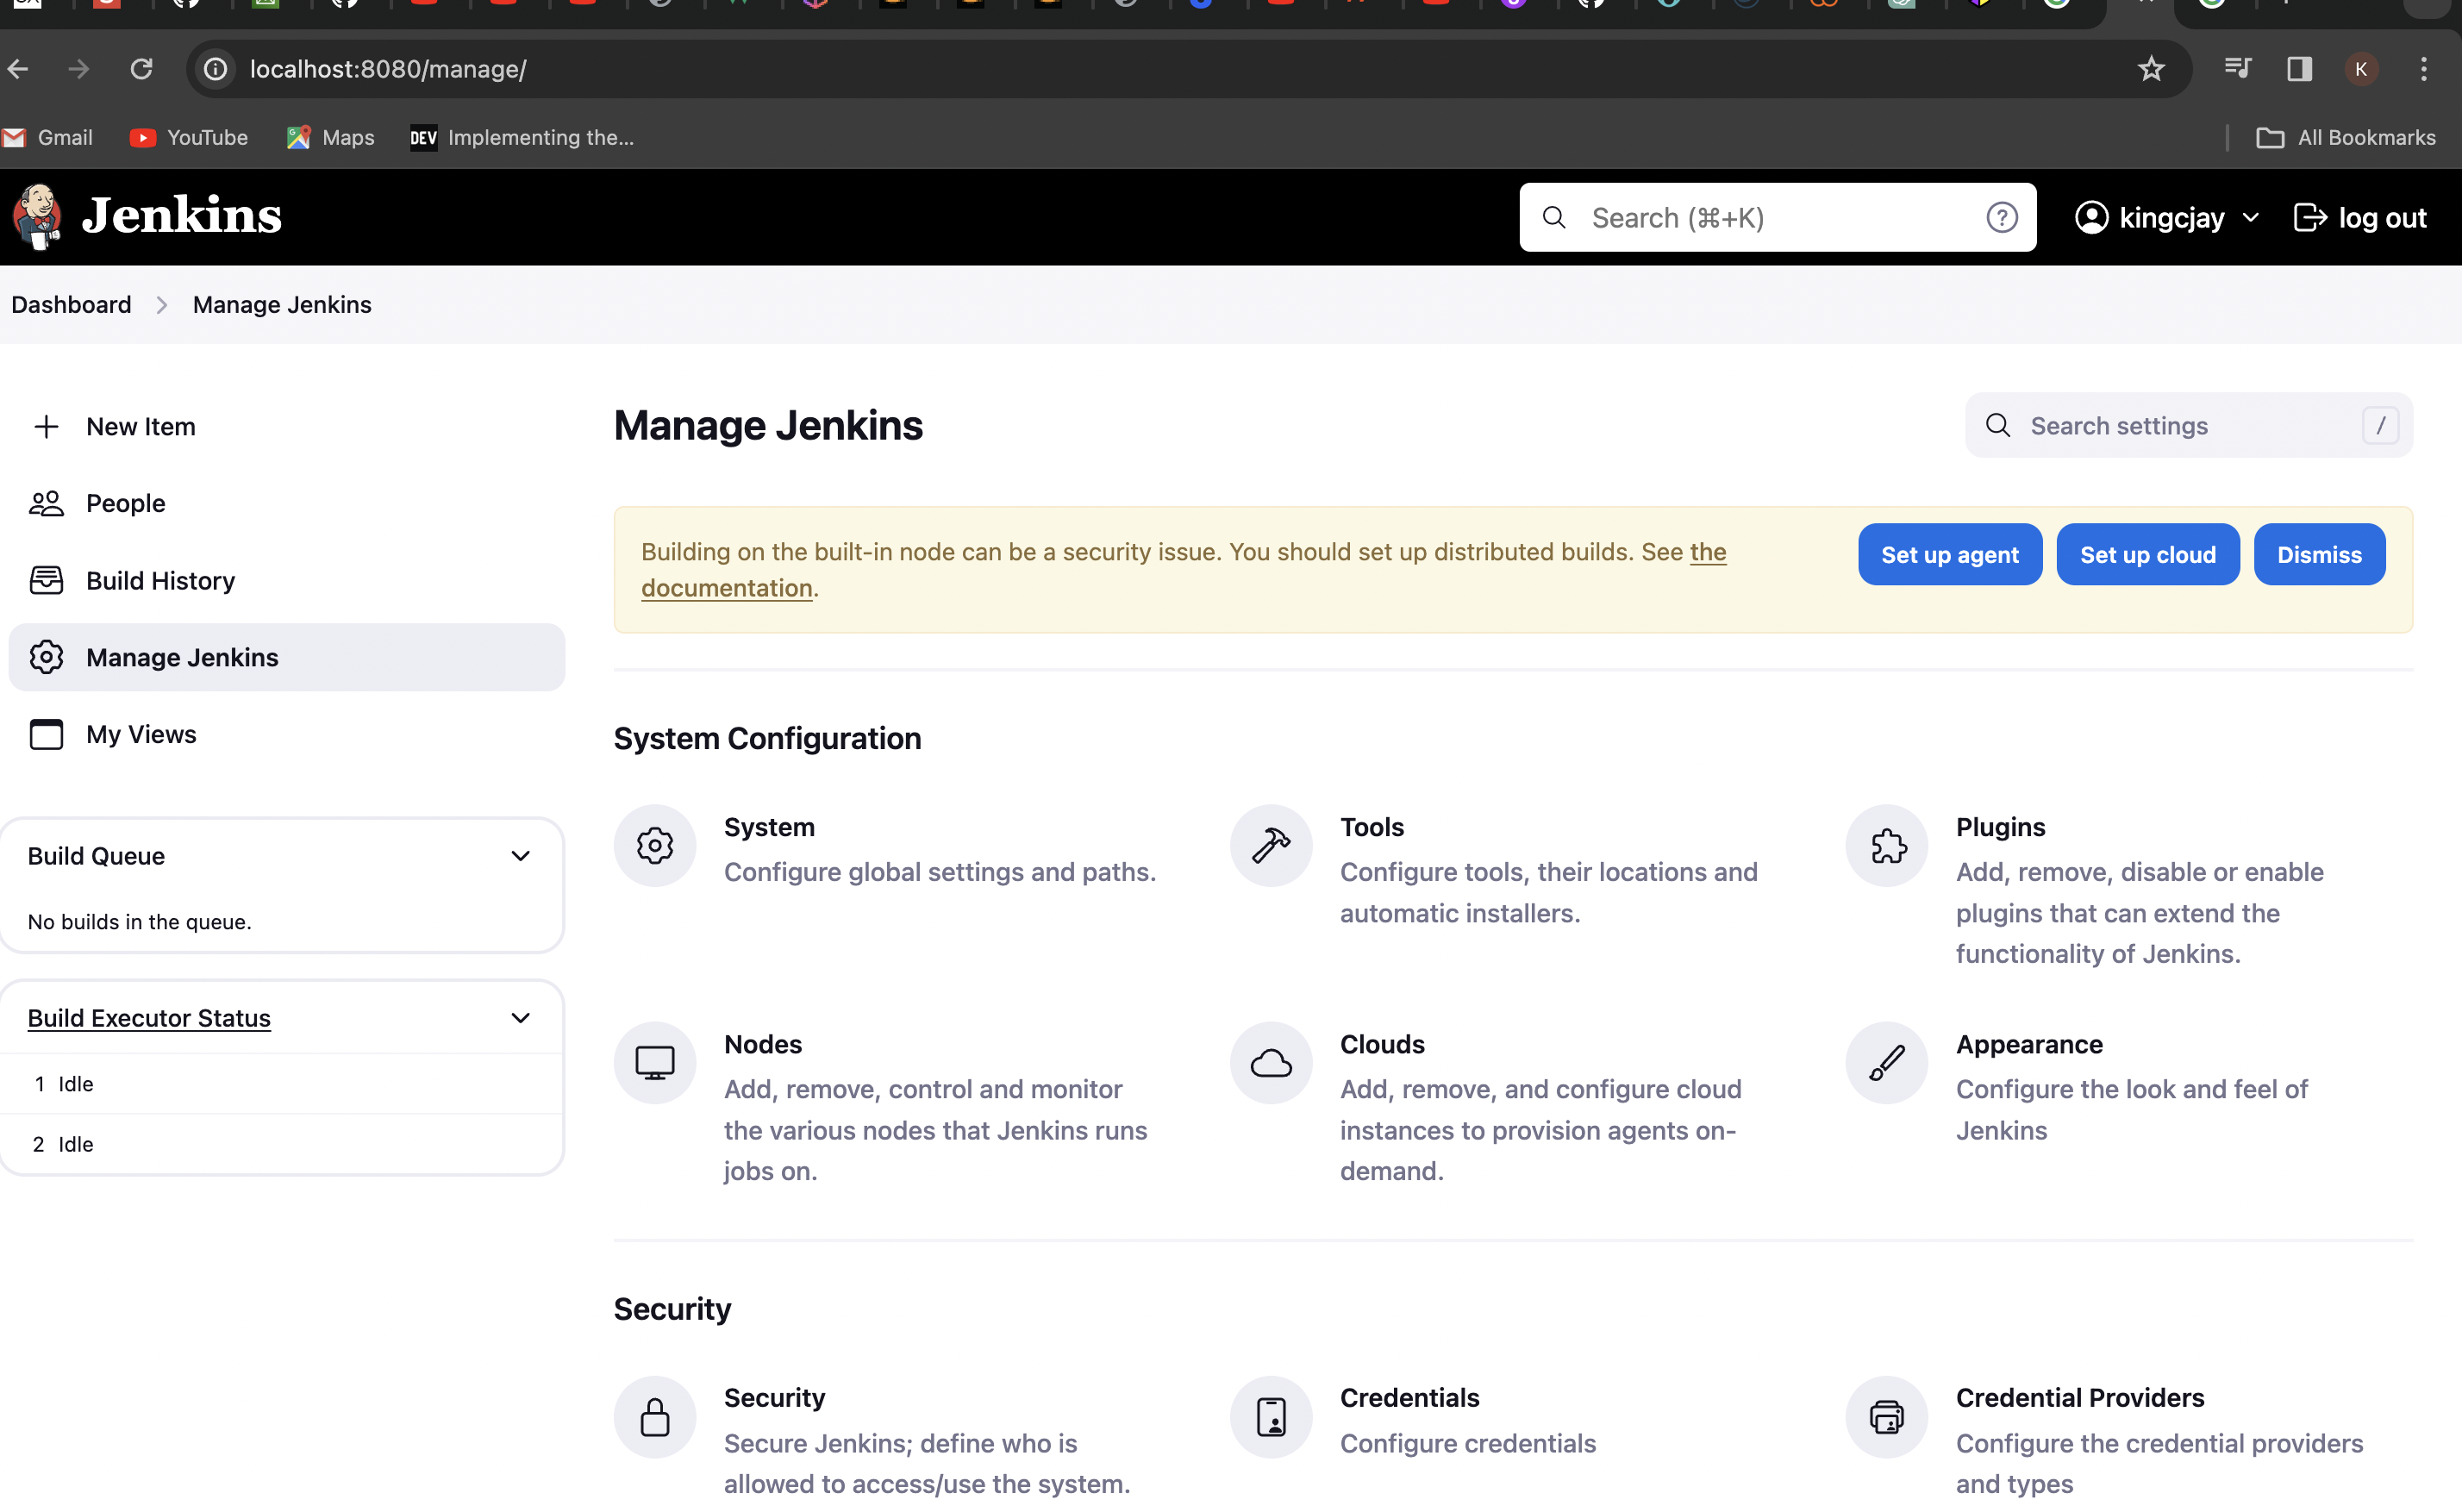 localhost:8080/manage/
K
Gmail
YouTube
Maps
DEV Implementing the...
All Bookmarks
Jenkins
Search (⌘+K)
?
kingcjay
log out
Dashboard
Manage Jenkins
New Item
People
Build History
Manage Jenkins
My Views
Build Queue
No builds in the queue.
Build Executor Status
1 Idle
2 Idle
Manage Jenkins
Search settings
/
Building on the built-in node can be a security issue. You should set up distributed builds. See the
documentation.
Set up agent
Set up cloud
Dismiss
System Configuration
System
Configure global settings and paths.
Tools
Configure tools, their locations and
automatic installers.
Plugins
Add, remove, disable or enable
plugins that can extend the
functionality of Jenkins.
Nodes
Add, remove, control and monitor
the various nodes that Jenkins runs
jobs on.
Clouds
Add, remove, and configure cloud
instances to provision agents on-
demand.
Appearance
Configure the look and feel of
Jenkins
Security
Security
Secure Jenkins; define who is
allowed to access/use the system.
Credentials
Configure credentials
Credential Providers
Configure the credential providers
and types